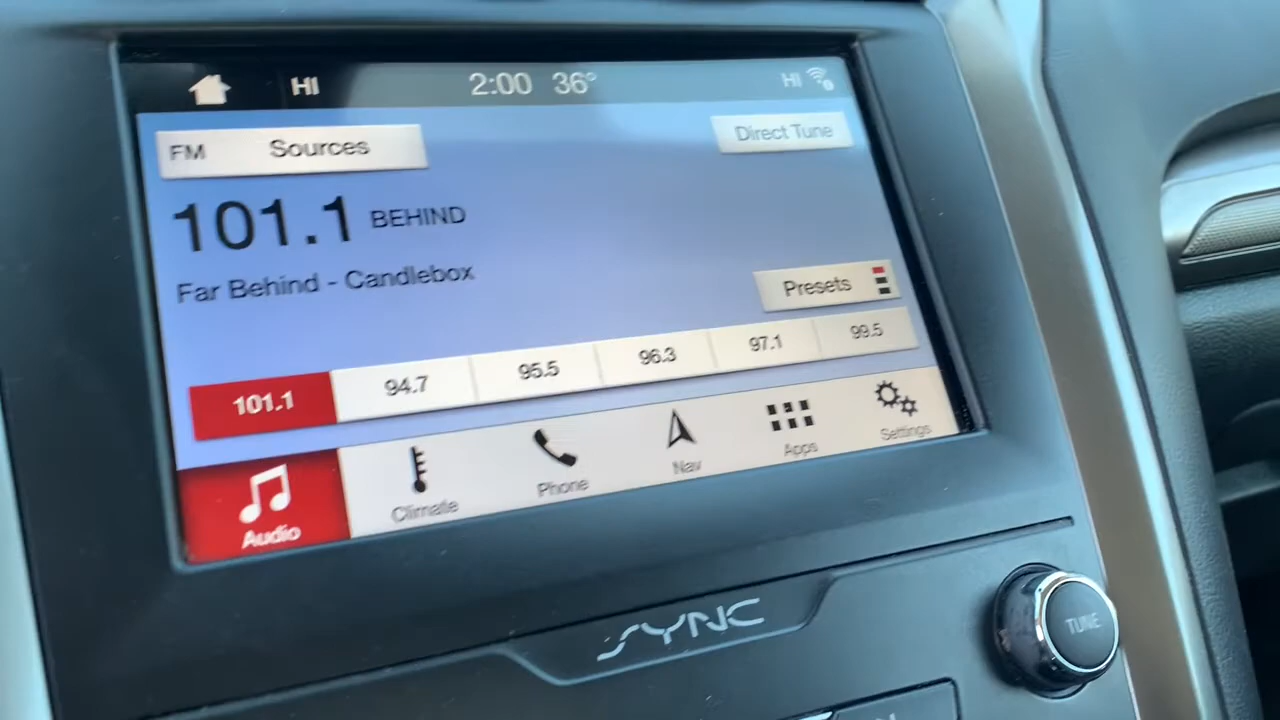 HI 2:00 36° HI
FM Sources Direct Tune
101.1 BEHIND
Far Behind - Candlebox
Presets
101.1 94.7 95.5 96.3 97.1 99.5
Audio Climate Phone Nav Apps Settings
SYNC
TUNE